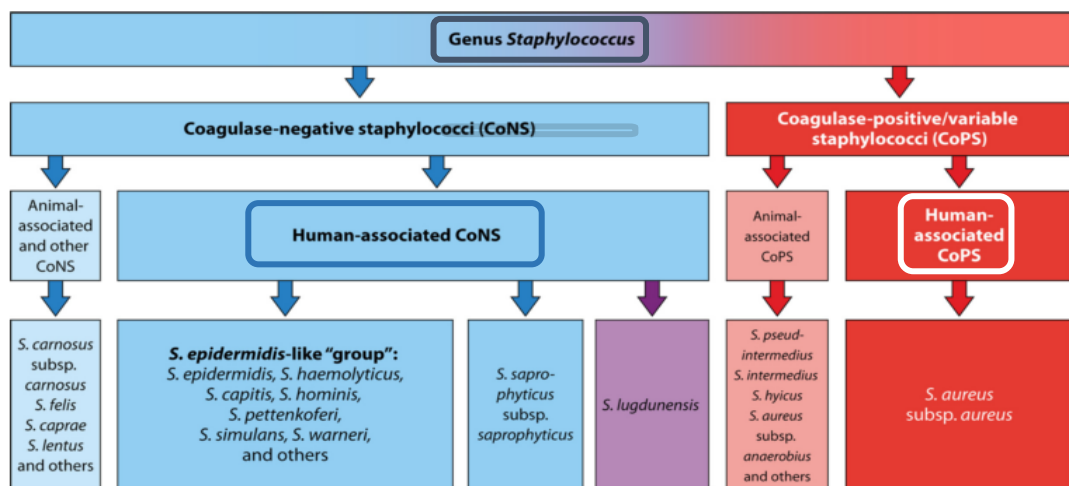 Genus Staphylococcus
Coagulase-negative staphylococci (CoNS)
Coagulase-positive/variable
staphylococci (CoPS)
Animal-
associated
and other
CoNS
Human-associated CoNS
Animal-
associated
CoPS
Human-
associated
CoPS
S. carnosus
subsp.
carnosus
S. felis
S. caprae
S. lentus
and others
S. epidermidis-like “group”:
S. epidermidis, S. haemolyticus,
S. capitis, S. hominis,
S. pettenkoferi,
S. simulans, S. warneri,
and others
S. sapro-
phyticus
subsp.
saprophyticus
S. lugdunensis
S. pseud-
intermedius
S. intermedius
S. hyicus
S. aureus
subsp.
anaerobius
and others
S. aureus
subsp. aureus